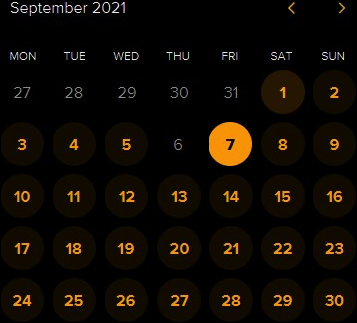 September 2021
MON TUE WED THU FRI SAT SUN
27 28 29 30 31 1 2
3 4 5 6 7 8 9
10 11 12 13 14 15 16
17 18 19 20 21 22 23
24 25 26 27 28 29 30